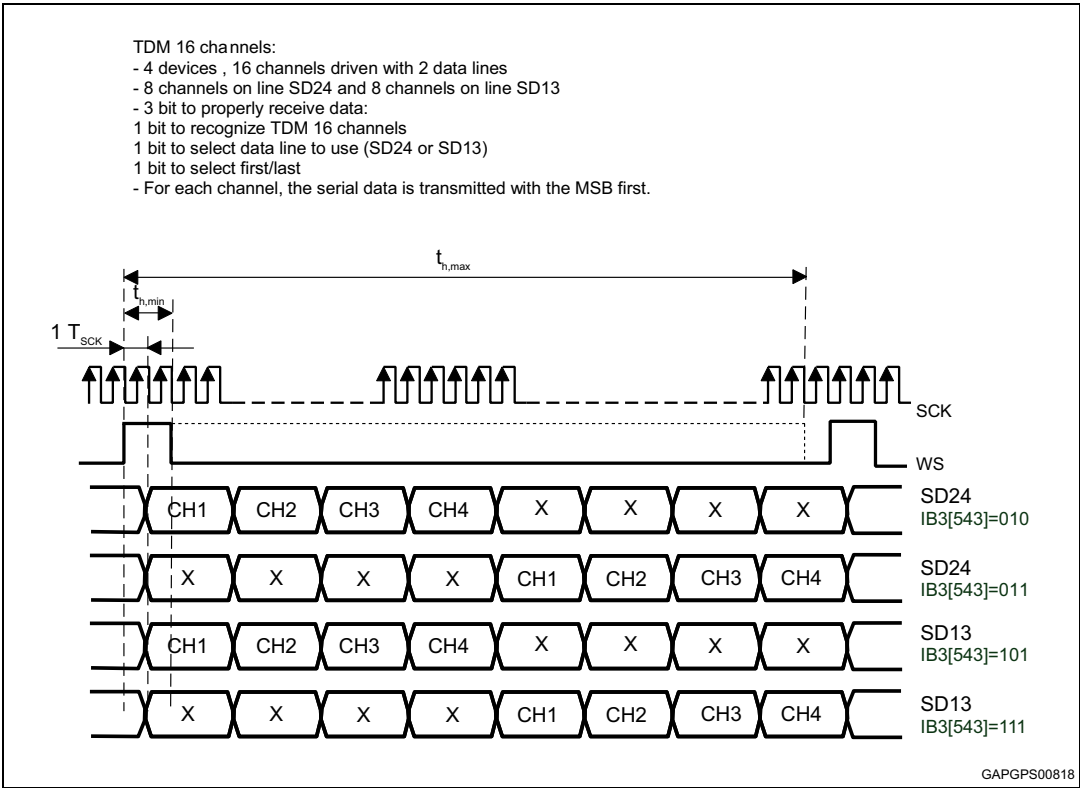 TDM 16 channels:
- 4 devices , 16 channels driven with 2 data lines
- 8 channels on line SD24 and 8 channels on line SD13
- 3 bit to properly receive data:
1 bit to recognize TDM 16 channels
1 bit to select data line to use (SD24 or SD13)
1 bit to select first/last
- For each channel, the serial data is transmitted with the MSB first.
th,max
th,min
1 TSCK
SCK
WS
CH1 CH2 CH3 CH4 X X X X SD24
IB3[543]=010
X X X X CH1 CH2 CH3 CH4 SD24
IB3[543]=011
CH1 CH2 CH3 CH4 X X X X SD13
IB3[543]=101
X X X X CH1 CH2 CH3 CH4 SD13
IB3[543]=111
GAPGPS00818